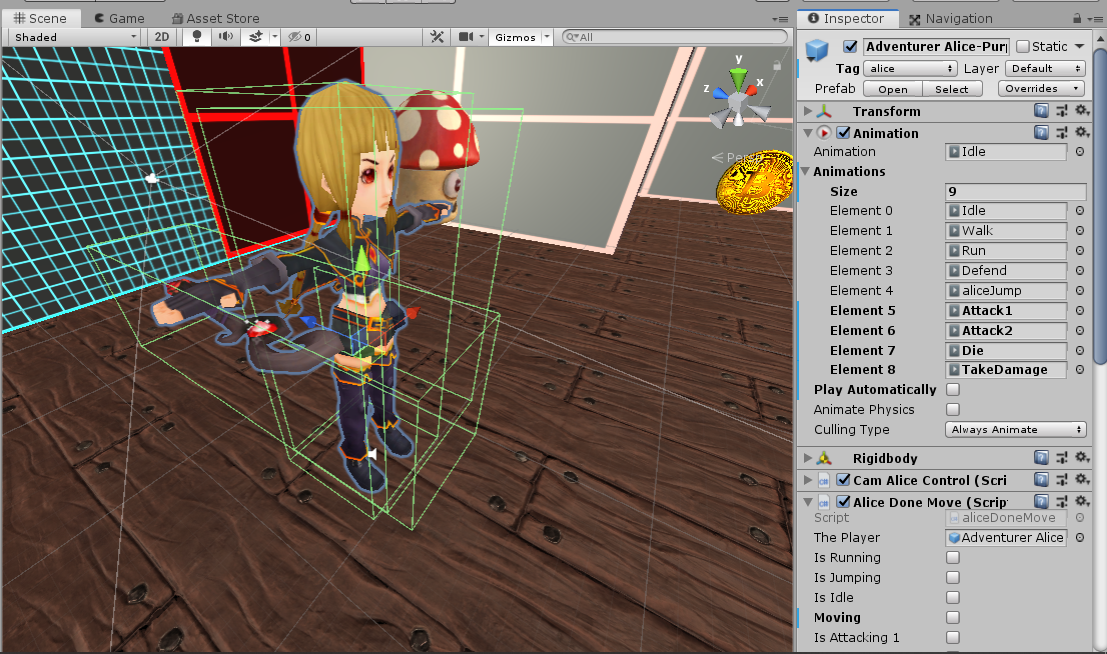 Scene Game Asset Store
Shaded 2D 0 Gizmos All
y
x
z
Inspector Navigation
Adventurer Alice-Pur Static
Tag alice Layer Default
Prefab Open Select Overrides
Transform
Animation
Animation Idle
Animations
Size 9
Element 0 Idle
Element 1 Walk
Element 2 Run
Element 3 Defend
Element 4 aliceJump
Element 5 Attack1
Element 6 Attack2
Element 7 Die
Element 8 TakeDamage
Play Automatically
Animate Physics
Culling Type Always Animate
Rigidbody
Cam Alice Control (Scri
Alice Done Move (Scrip
Script aliceDoneMove
The Player Adventurer Alice
Is Running
Is Jumping
Is Idle
Moving
Is Attacking 1